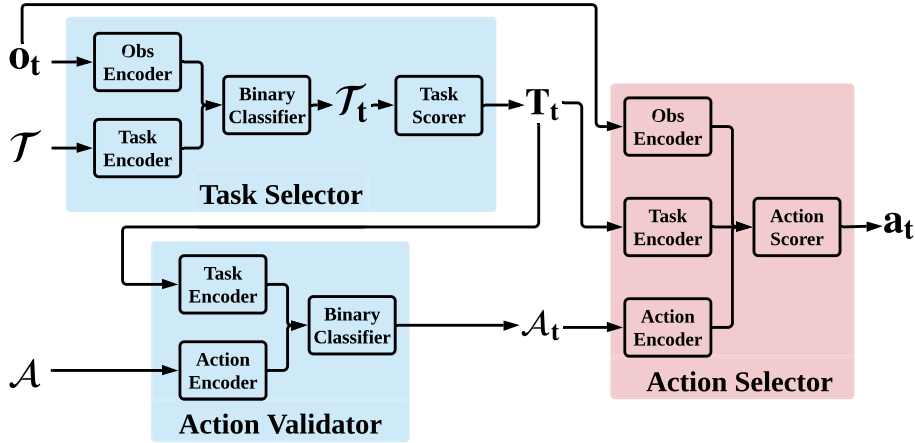 o_t
Obs
Encoder
𝒯
Task
Encoder
Binary
Classifier
𝒯_t
Task
Scorer
T_t
Task Selector
Obs
Encoder
Task
Encoder
Action
Encoder
Action
Scorer
a_t
Action Selector
Task
Encoder
𝒜
Action
Encoder
Binary
Classifier
𝒜_t
Action Validator